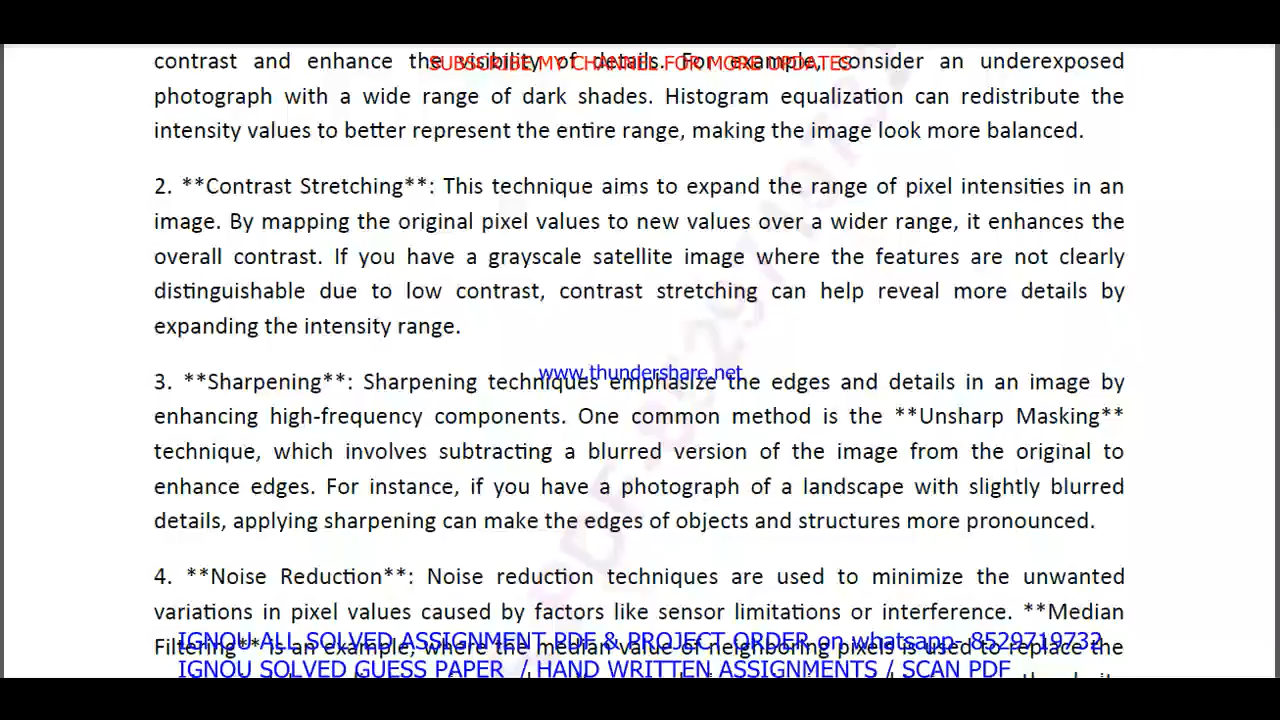 contrast and enhance the visibility of details. For example, consider an underexposed
SUBSCRIBE MY CHANNEL FOR MORE UPDATES
photograph with a wide range of dark shades. Histogram equalization can redistribute the
intensity values to better represent the entire range, making the image look more balanced.
2. **Contrast Stretching**: This technique aims to expand the range of pixel intensities in an
image. By mapping the original pixel values to new values over a wider range, it enhances the
overall contrast. If you have a grayscale satellite image where the features are not clearly
distinguishable due to low contrast, contrast stretching can help reveal more details by
expanding the intensity range.
www.thundershare.net
3. **Sharpening**: Sharpening techniques emphasize the edges and details in an image by
enhancing high-frequency components. One common method is the **Unsharp Masking**
technique, which involves subtracting a blurred version of the image from the original to
enhance edges. For instance, if you have a photograph of a landscape with slightly blurred
details, applying sharpening can make the edges of objects and structures more pronounced.
4. **Noise Reduction**: Noise reduction techniques are used to minimize the unwanted
variations in pixel values caused by factors like sensor limitations or interference. **Median
IGNOU ALL SOLVED ASSIGNMENT PDF & PROJECT ORDER on whatsapp- 8529719732
Filtering** is an example, where the median value of neighboring pixels is used to replace the
IGNOU SOLVED GUESS PAPER / HAND WRITTEN ASSIGNMENTS / SCAN PDF